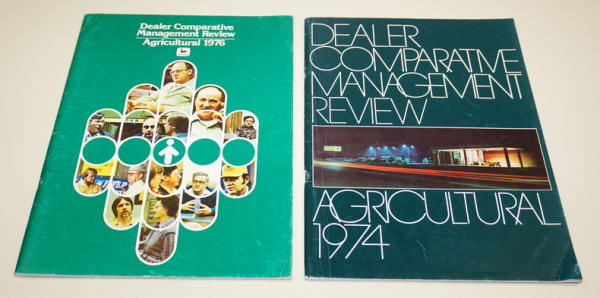 Dealer Comparative
Management Review
Agricultural 1976
DEALER
COMPARATIVE
MANAGEMENT
REVIEW
AGRICULTURAL
1974